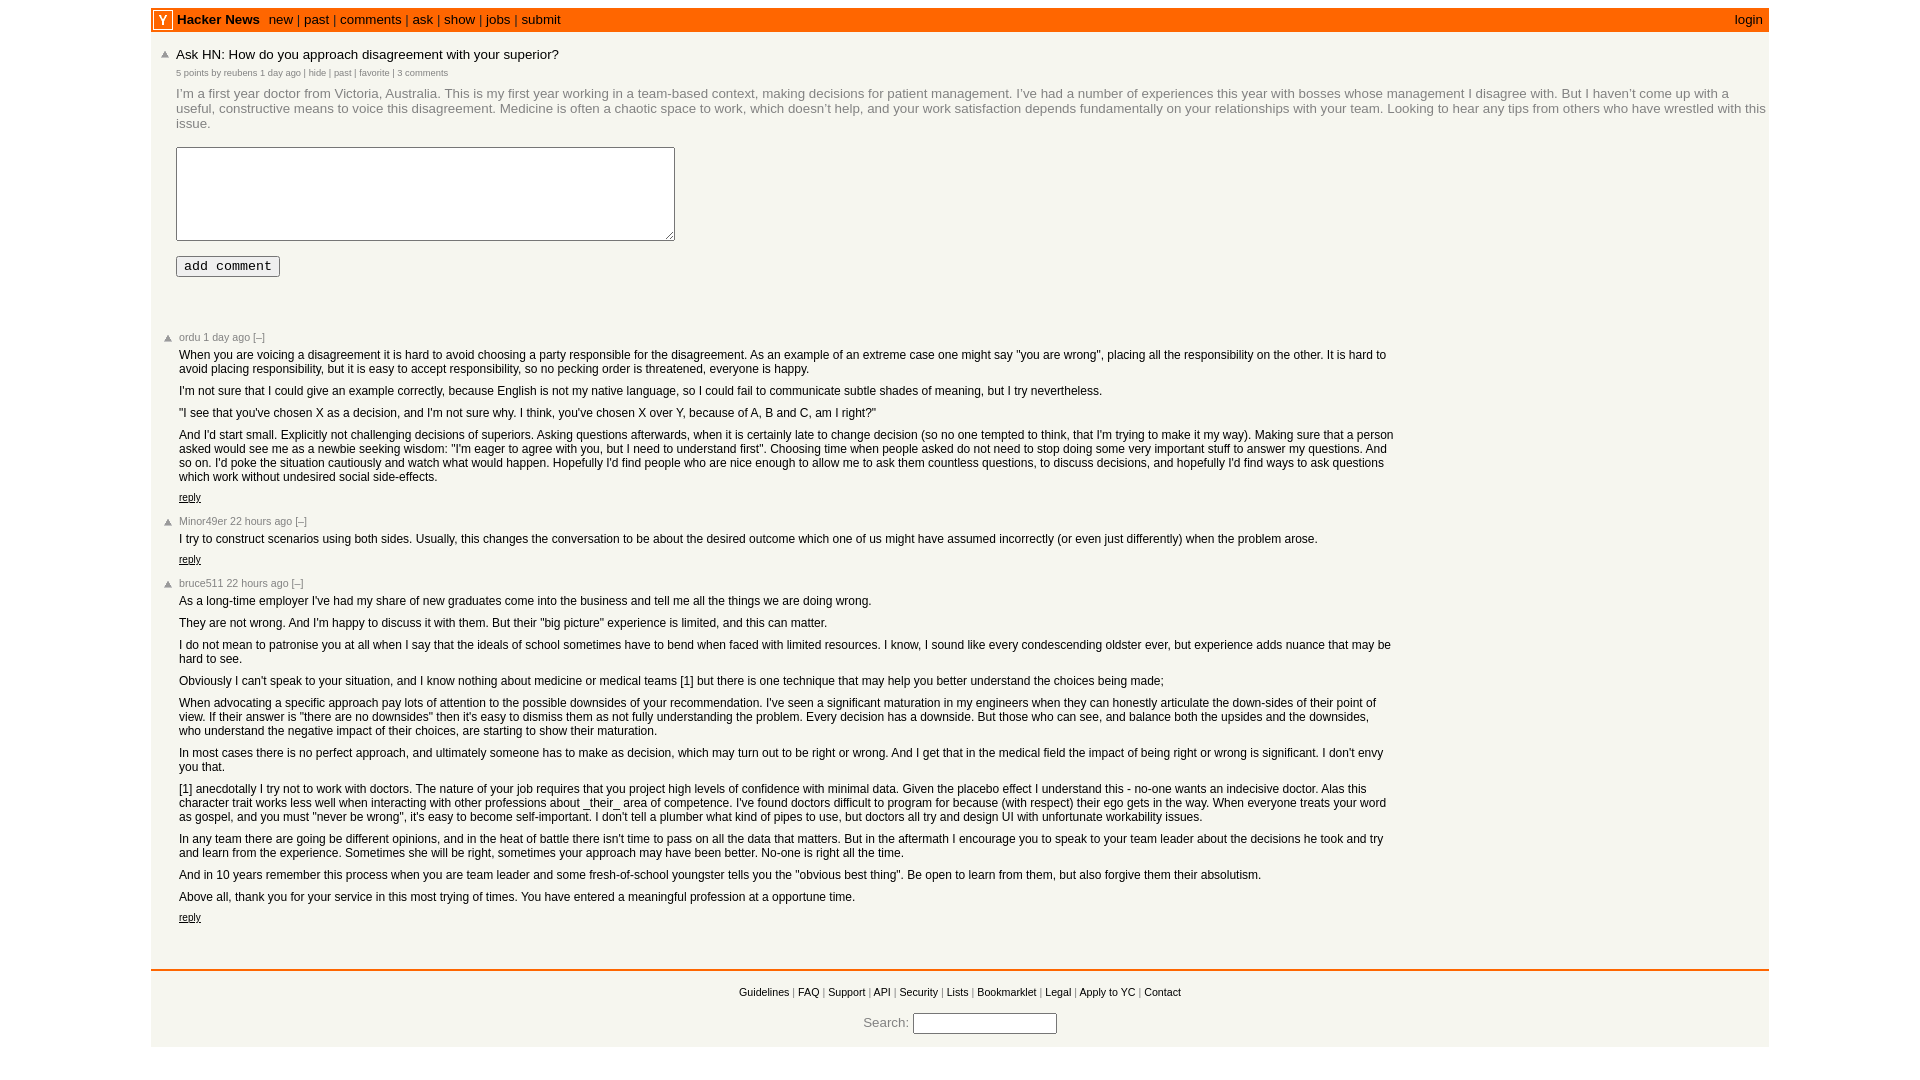 Y Hacker News new | past | comments | ask | show | jobs | submit login
Ask HN: How do you approach disagreement with your superior?
5 points by reubens 1 day ago | hide | past | favorite | 3 comments
I’m a first year doctor from Victoria, Australia. This is my first year working in a team-based context, making decisions for patient management. I’ve had a number of experiences this year with bosses whose management I disagree with. But I haven’t come up with a
useful, constructive means to voice this disagreement. Medicine is often a chaotic space to work, which doesn’t help, and your work satisfaction depends fundamentally on your relationships with your team. Looking to hear any tips from others who have wrestled with this
issue.
add comment
ordu 1 day ago [–]
When you are voicing a disagreement it is hard to avoid choosing a party responsible for the disagreement. As an example of an extreme case one might say "you are wrong", placing all the responsibility on the other. It is hard to
avoid placing responsibility, but it is easy to accept responsibility, so no pecking order is threatened, everyone is happy.
I'm not sure that I could give an example correctly, because English is not my native language, so I could fail to communicate subtle shades of meaning, but I try nevertheless.
"I see that you've chosen X as a decision, and I'm not sure why. I think, you've chosen X over Y, because of A, B and C, am I right?"
And I'd start small. Explicitly not challenging decisions of superiors. Asking questions afterwards, when it is certainly late to change decision (so no one tempted to think, that I'm trying to make it my way). Making sure that a person
asked would see me as a newbie seeking wisdom: "I'm eager to agree with you, but I need to understand first". Choosing time when people asked do not need to stop doing some very important stuff to answer my questions. And
so on. I'd poke the situation cautiously and watch what would happen. Hopefully I'd find people who are nice enough to allow me to ask them countless questions, to discuss decisions, and hopefully I'd find ways to ask questions
which work without undesired social side-effects.
reply
Minor49er 22 hours ago [–]
I try to construct scenarios using both sides. Usually, this changes the conversation to be about the desired outcome which one of us might have assumed incorrectly (or even just differently) when the problem arose.
reply
bruce511 22 hours ago [–]
As a long-time employer I've had my share of new graduates come into the business and tell me all the things we are doing wrong.
They are not wrong. And I'm happy to discuss it with them. But their "big picture" experience is limited, and this can matter.
I do not mean to patronise you at all when I say that the ideals of school sometimes have to bend when faced with limited resources. I know, I sound like every condescending oldster ever, but experience adds nuance that may be
hard to see.
Obviously I can't speak to your situation, and I know nothing about medicine or medical teams [1] but there is one technique that may help you better understand the choices being made;
When advocating a specific approach pay lots of attention to the possible downsides of your recommendation. I've seen a significant maturation in my engineers when they can honestly articulate the down-sides of their point of
view. If their answer is "there are no downsides" then it's easy to dismiss them as not fully understanding the problem. Every decision has a downside. But those who can see, and balance both the upsides and the downsides,
who understand the negative impact of their choices, are starting to show their maturation.
In most cases there is no perfect approach, and ultimately someone has to make as decision, which may turn out to be right or wrong. And I get that in the medical field the impact of being right or wrong is significant. I don't envy
you that.
[1] anecdotally I try not to work with doctors. The nature of your job requires that you project high levels of confidence with minimal data. Given the placebo effect I understand this - no-one wants an indecisive doctor. Alas this
character trait works less well when interacting with other professions about _their_ area of competence. I've found doctors difficult to program for because (with respect) their ego gets in the way. When everyone treats your word
as gospel, and you must "never be wrong", it's easy to become self-important. I don't tell a plumber what kind of pipes to use, but doctors all try and design UI with unfortunate workability issues.
In any team there are going be different opinions, and in the heat of battle there isn't time to pass on all the data that matters. But in the aftermath I encourage you to speak to your team leader about the decisions he took and try
and learn from the experience. Sometimes she will be right, sometimes your approach may have been better. No-one is right all the time.
And in 10 years remember this process when you are team leader and some fresh-of-school youngster tells you the "obvious best thing". Be open to learn from them, but also forgive them their absolutism.
Above all, thank you for your service in this most trying of times. You have entered a meaningful profession at a opportune time.
reply
Guidelines | FAQ | Support | API | Security | Lists | Bookmarklet | Legal | Apply to YC | Contact
Search: